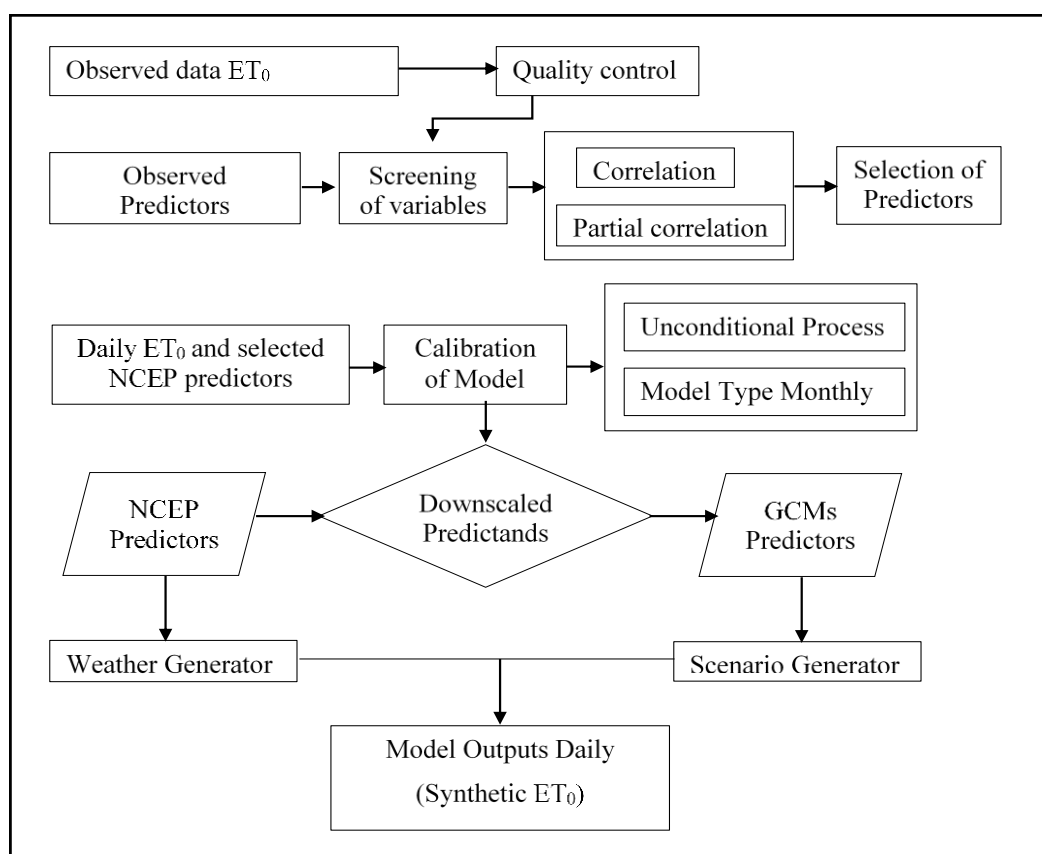 Observed data ET₀
Quality control
Observed
Predictors
Screening
of variables
Correlation
Partial correlation
Selection of
Predictors
Daily ET₀ and selected
NCEP predictors
Calibration
of Model
Unconditional Process
Model Type Monthly
NCEP
Predictors
Downscaled
Predictands
GCMs
Predictors
Weather Generator
Scenario Generator
Model Outputs Daily
(Synthetic ET₀)